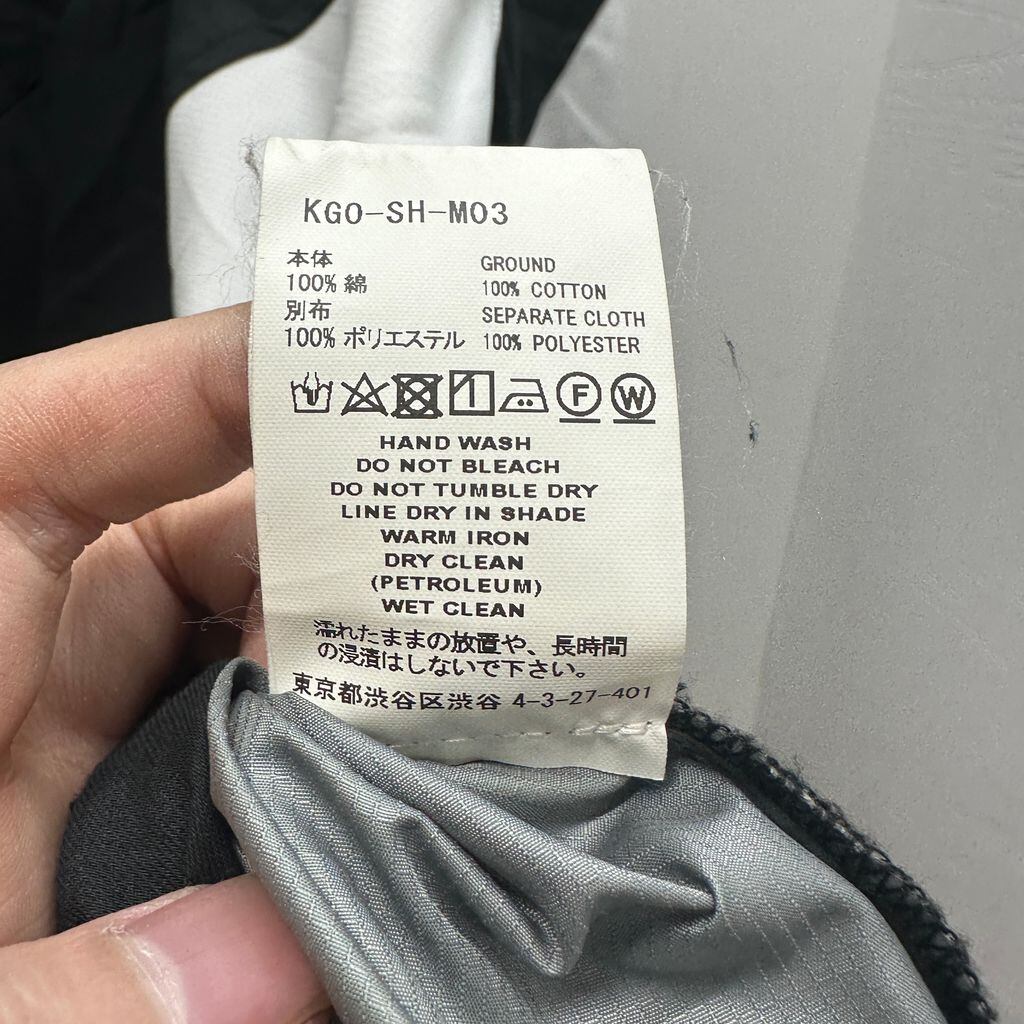 KGO-SH-M03
本体 GROUND
100% 綿 100% COTTON
別布 SEPARATE CLOTH
100% ポリエステル 100% POLYESTER
F W
HAND WASH
DO NOT BLEACH
DO NOT TUMBLE DRY
LINE DRY IN SHADE
WARM IRON
DRY CLEAN
(PETROLEUM)
WET CLEAN
濡れたままの放置や、長時間
の浸漬はしないで下さい。
東京都渋谷区渋谷 4-3-27-401